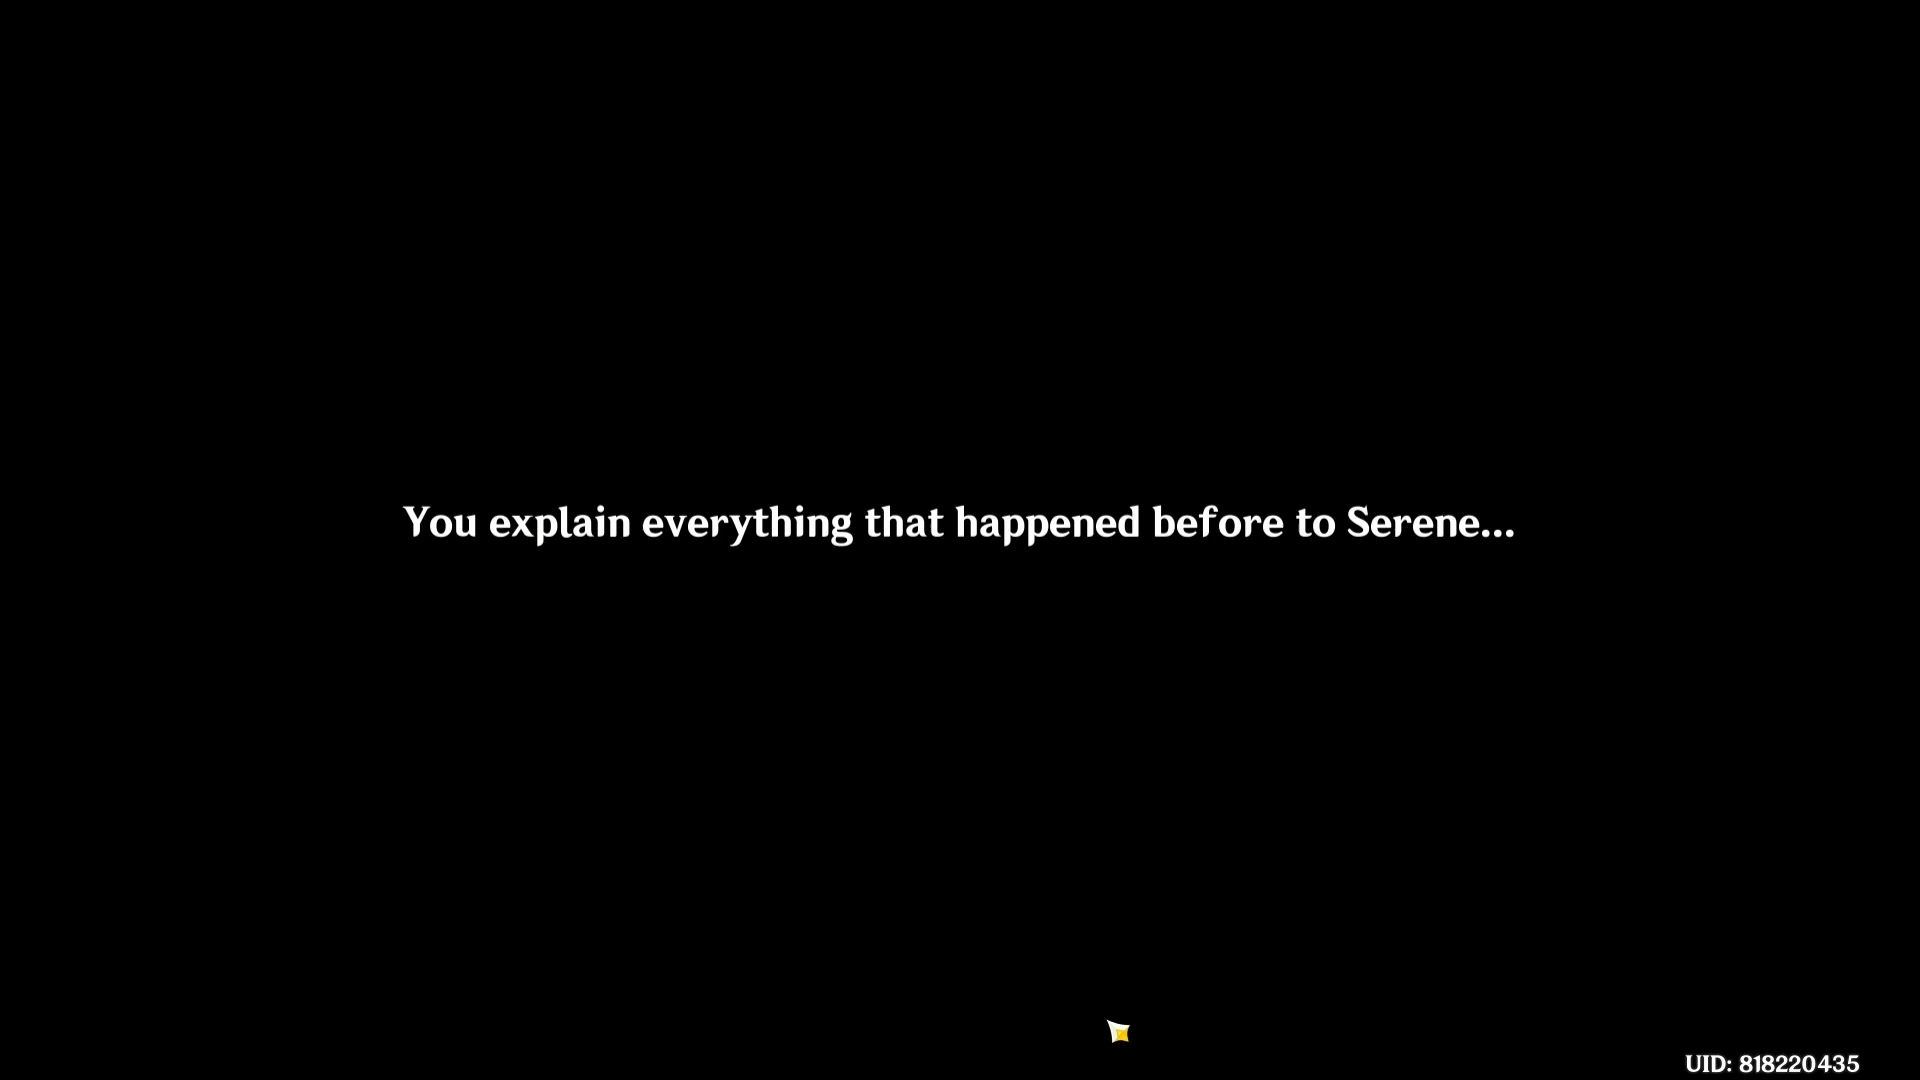 You explain everything that happened before to Serene...
UID: 818220435